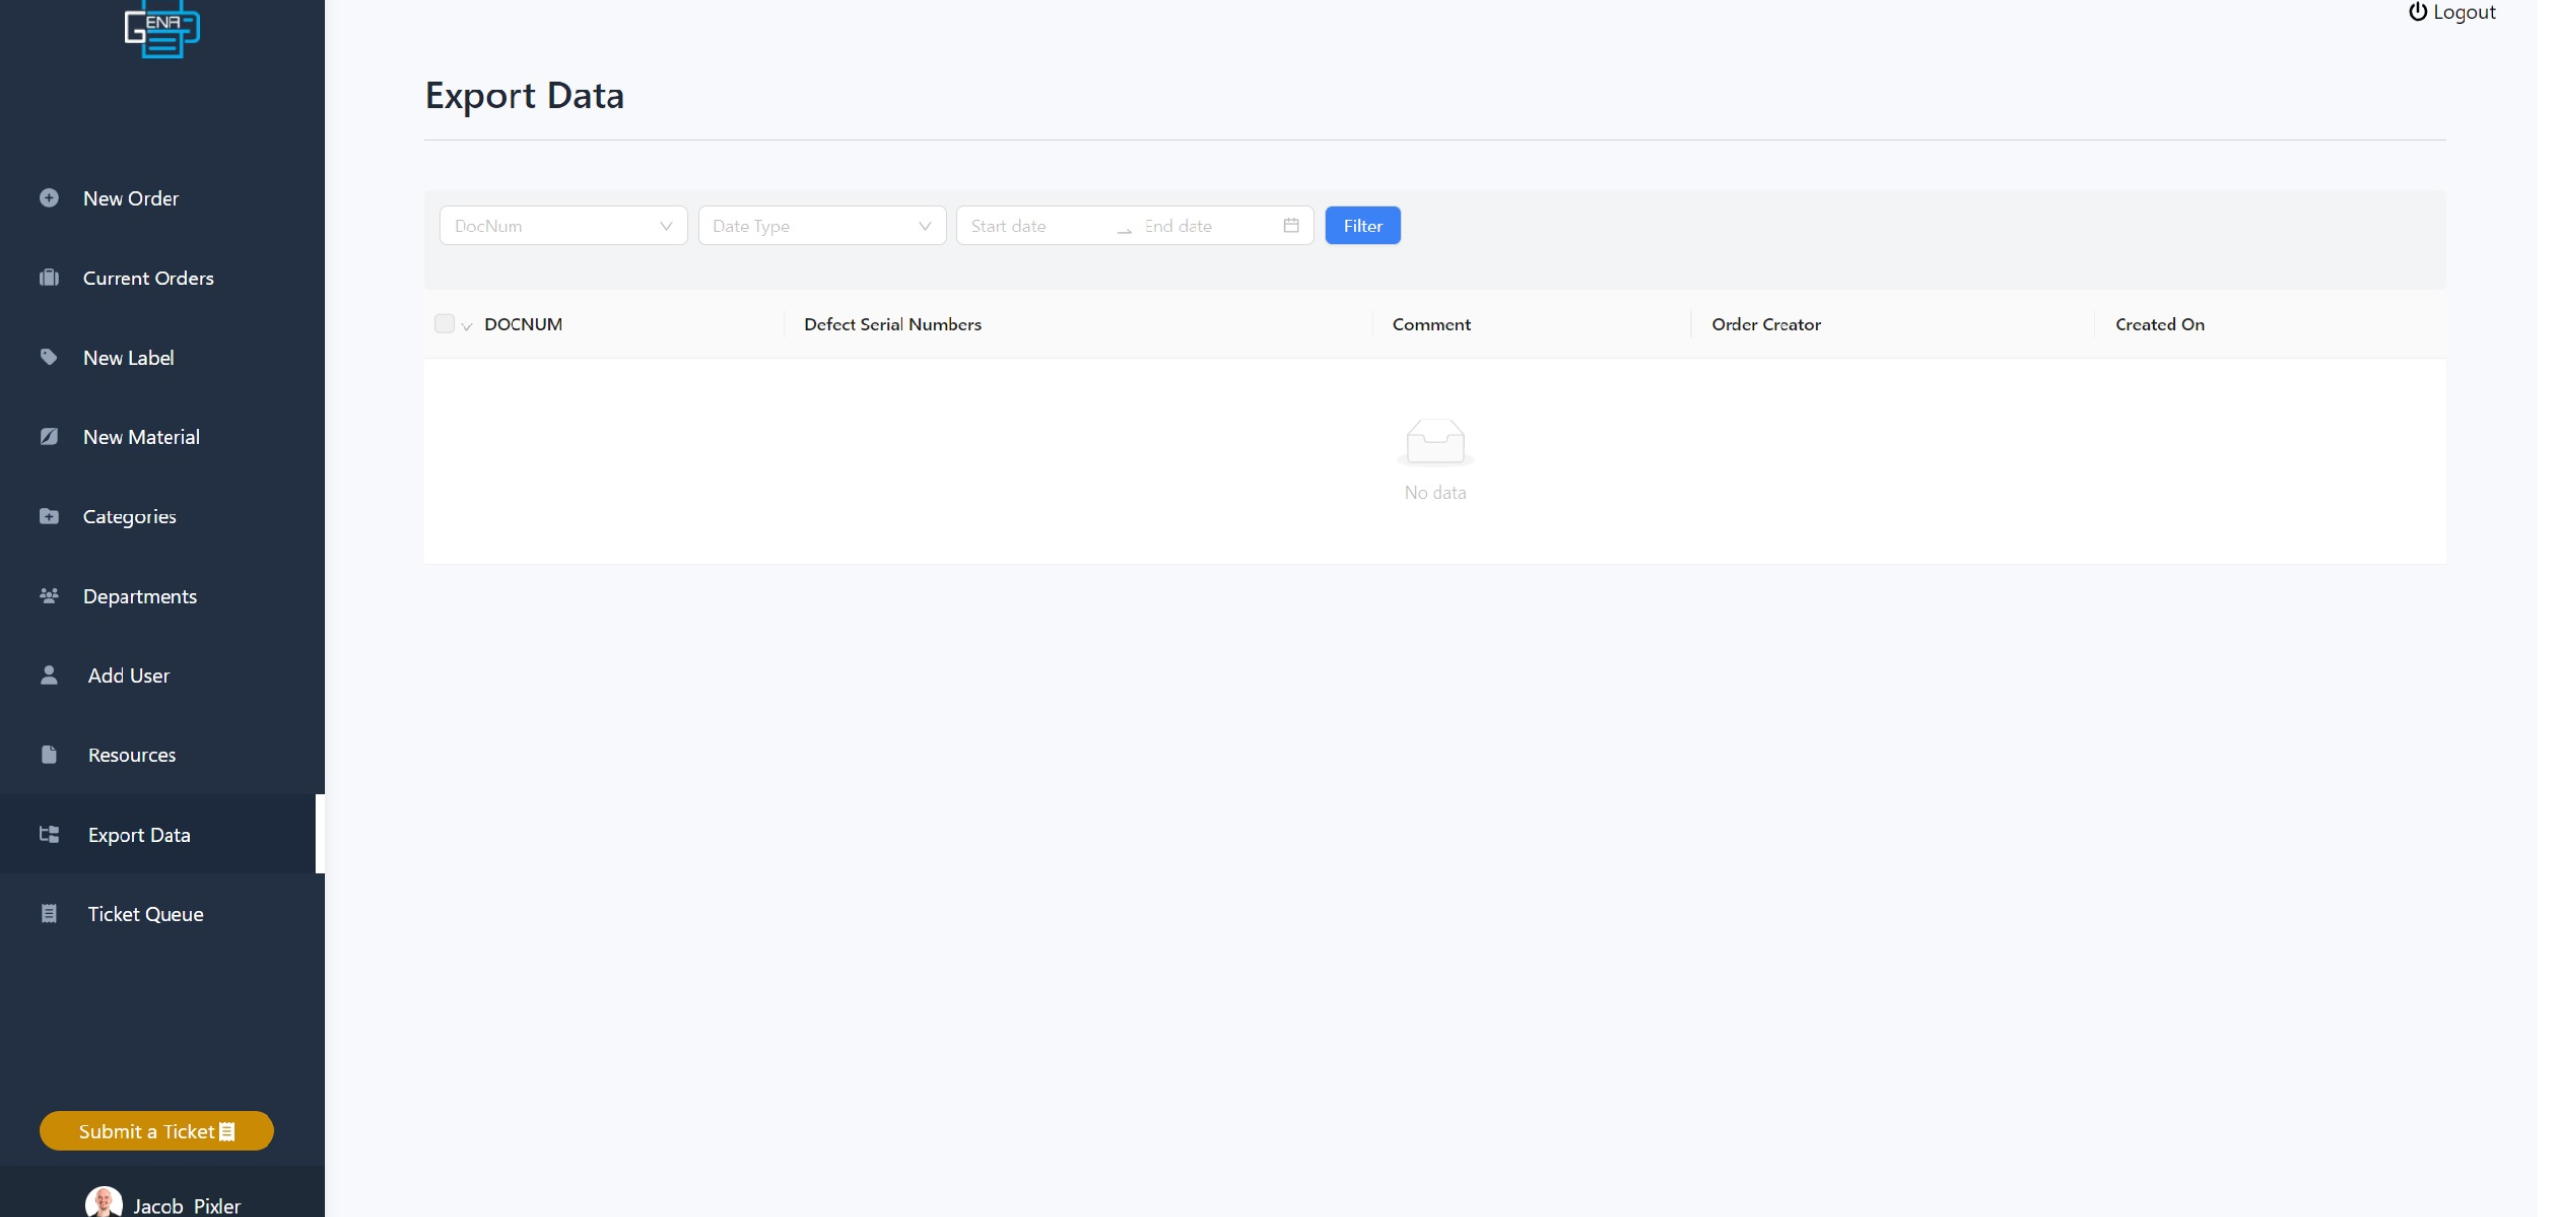 GENA
Logout
Export Data
New Order
Current Orders
New Label
New Material
Categories
Departments
Add User
Resources
Export Data
Ticket Queue
Submit a Ticket
Jacob Pixler
DocNum
Date Type
Start date
End date
Filter
DOCNUM
Defect Serial Numbers
Comment
Order Creator
Created On
No data